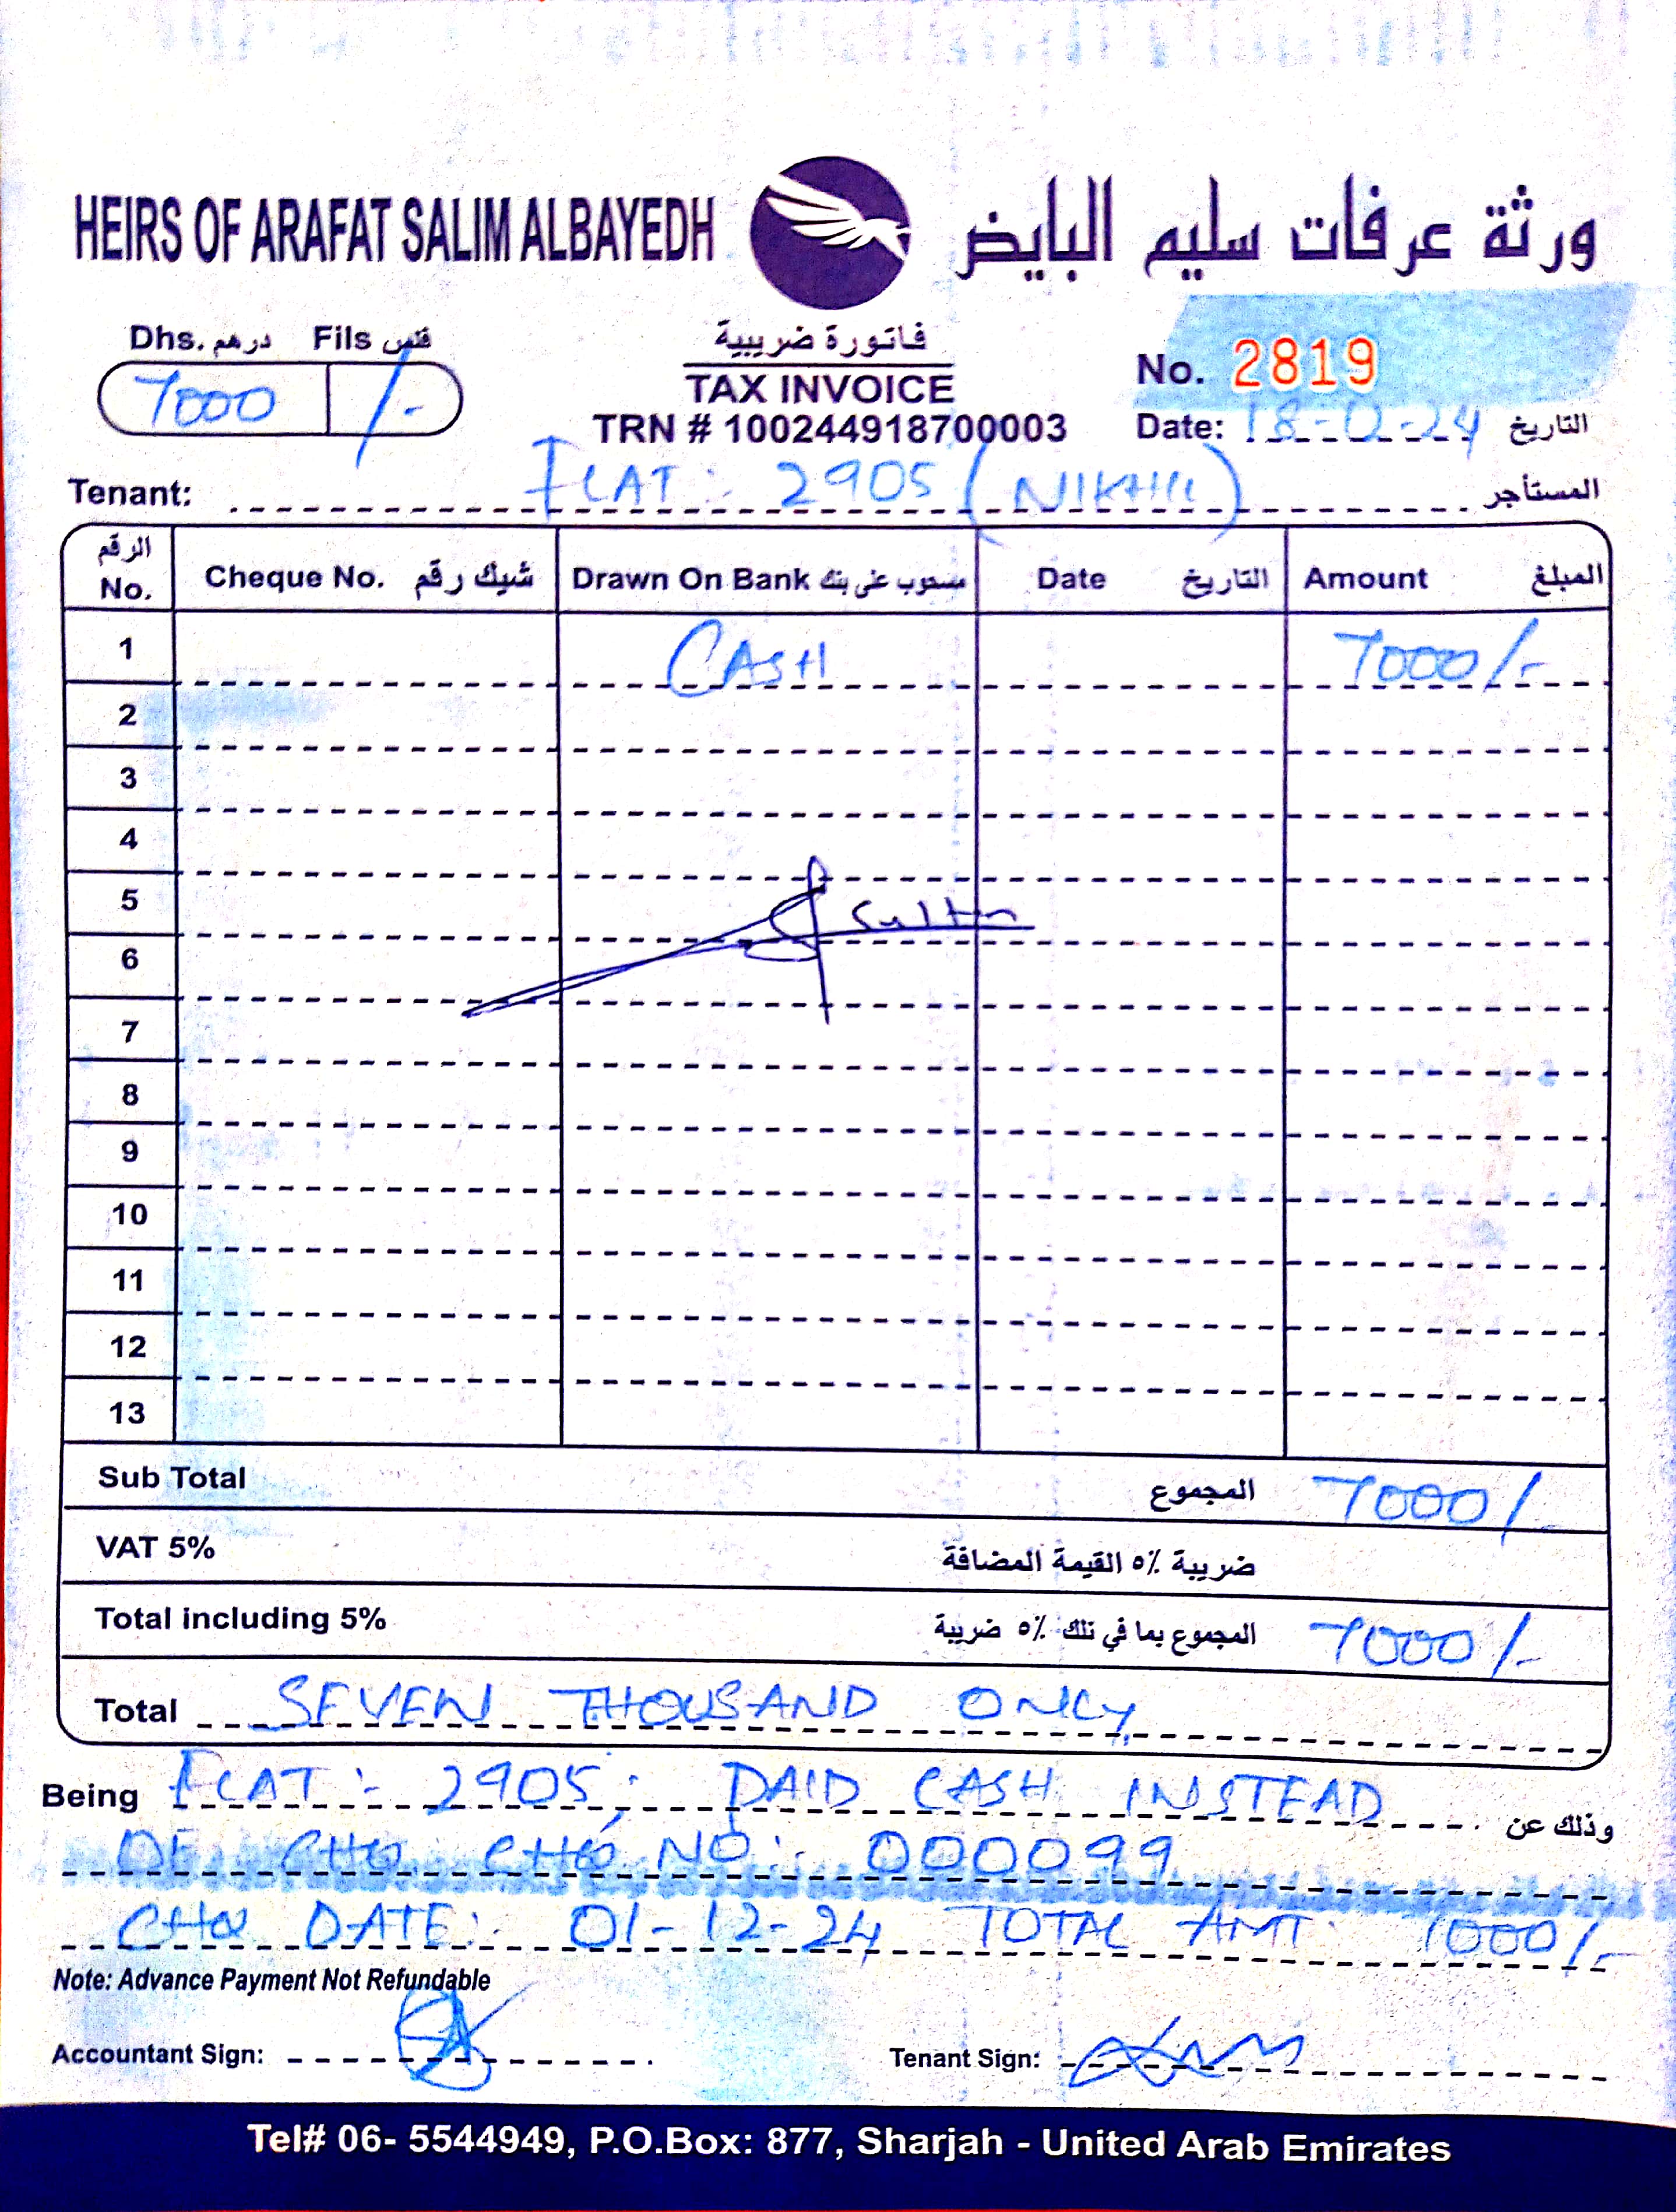 HEIRS OF ARAFAT SALIM ALBAYEDH ورثة عرفات سليم البايض
Dhs. درهم Fils فلس
7000 /-
فاتورة ضريبية
TAX INVOICE
TRN # 100244918700003
No. 2819
Date: 18-12-24 التاريخ
Tenant: FLAT:- 2905 (NIKHIL) المستأجر
الرقم No. Cheque No. شيك رقم Drawn On Bank مسحوب على بنك Date التاريخ Amount المبلغ
1 CASH 7000/-
2
3
4
5
Sultan
6
7
8
9
10
11
12
13
Sub Total المجموع 7000/-
VAT 5% ضريبة ٥٪ القيمة المضافة
Total including 5% المجموع بما في ذلك ٥٪ ضريبة 7000/-
Total SEVEN THOUSAND ONLY
Being FLAT:- 2905, PAID CASH INSTEAD وذلك عن
OF CHQ. CHQ NO:- 000099
CHQ DATE:- 01-12-24 TOTAL AMT: 7000/-
Note: Advance Payment Not Refundable
Accountant Sign: Tenant Sign:
Tel# 06- 5544949, P.O.Box: 877, Sharjah - United Arab Emirates